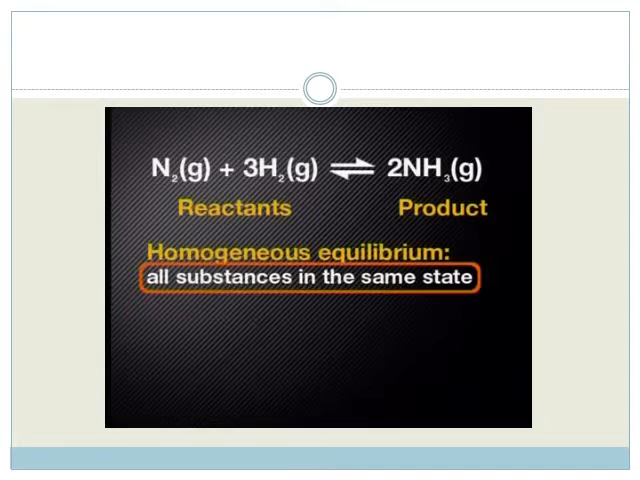 N₂(g) + 3H₂(g) ⇌ 2NH₃(g)
Reactants Product
Homogeneous equilibrium:
all substances in the same state